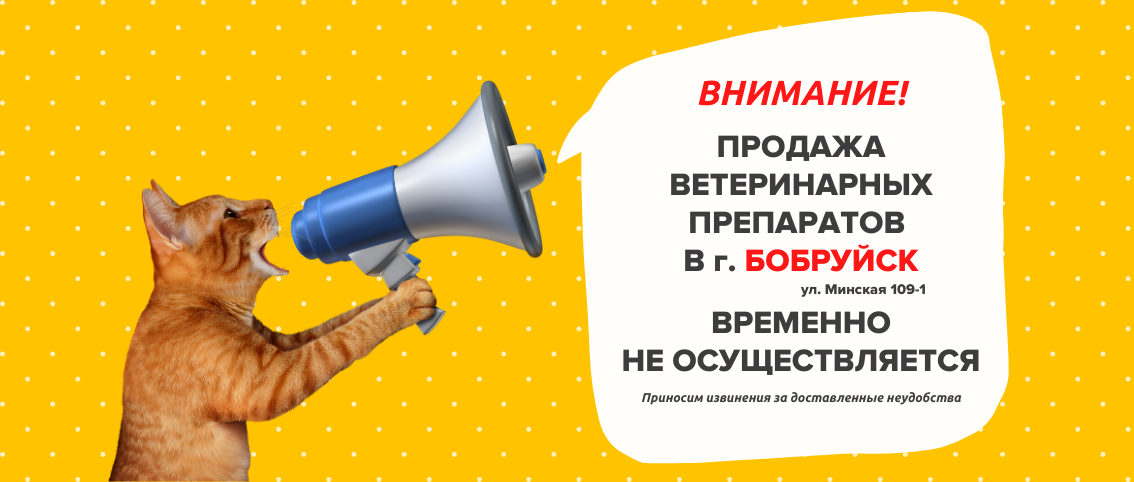 ВНИМАНИЕ!
ПРОДАЖА
ВЕТЕРИНАРНЫХ
ПРЕПАРАТОВ
В г. БОБРУЙСК
ул. Минская 109-1
ВРЕМЕННО
НЕ ОСУЩЕСТВЛЯЕТСЯ
Приносим извинения за доставленные неудобства